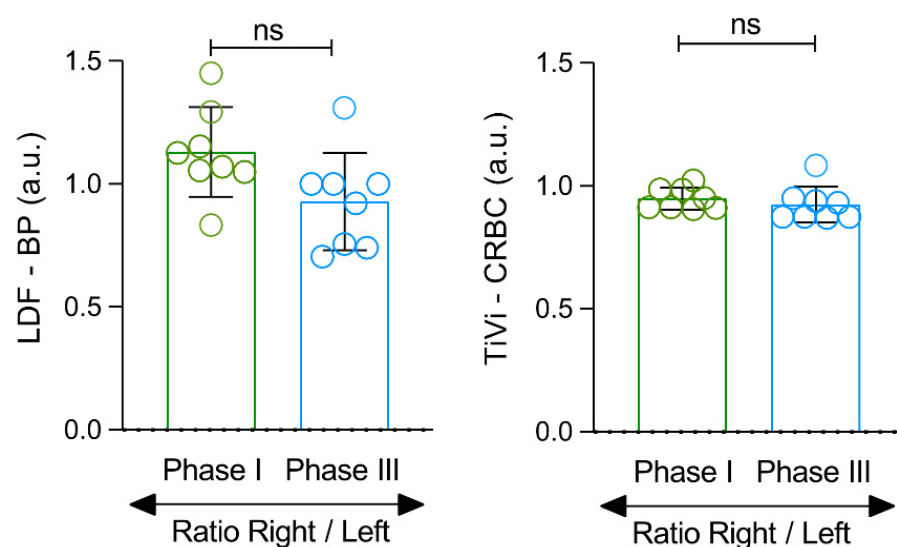 ns
LDF - BP (a.u.)
1.5
1.0
0.5
0.0
Phase I Phase III
Ratio Right / Left
ns
TiVi - CRBC (a.u.)
1.5
1.0
0.5
0.0
Phase I Phase III
Ratio Right / Left